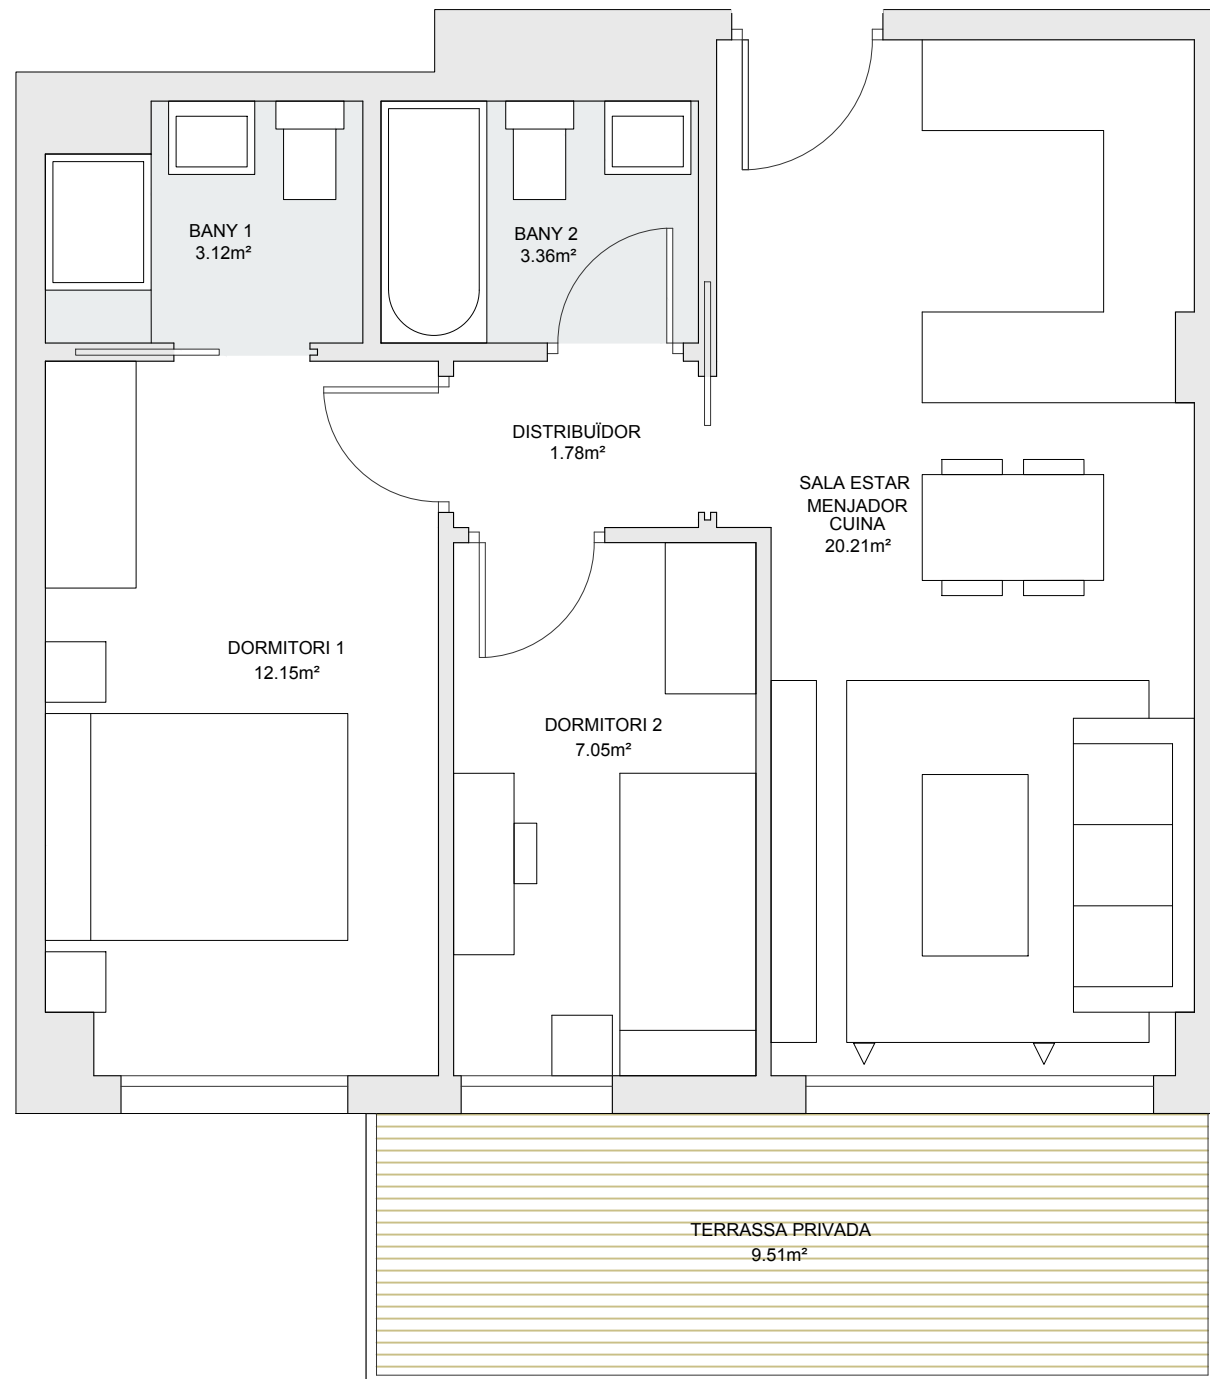 BANY 1
3.12m²
BANY 2
3.36m²
DISTRIBUÏDOR
1.78m²
SALA ESTAR
MENJADOR
CUINA
20.21m²
DORMITORI 1
12.15m²
DORMITORI 2
7.05m²
TERRASSA PRIVADA
9.51m²